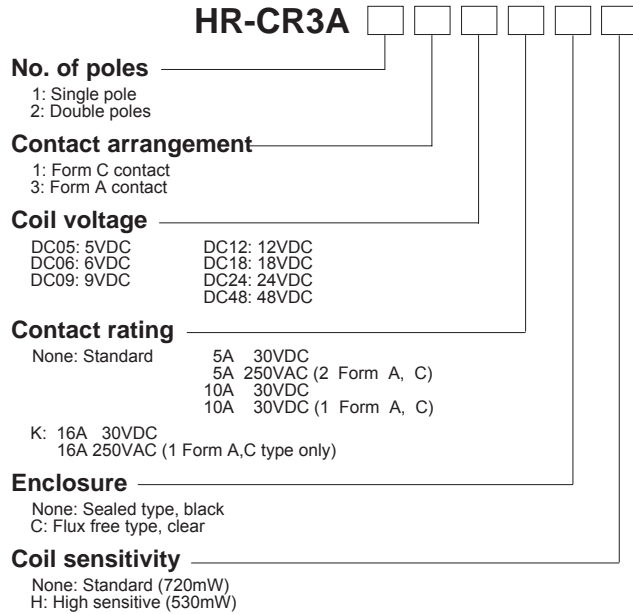 HR-CR3A
No. of poles
1: Single pole
2: Double poles
Contact arrangement
1: Form C contact
3: Form A contact
Coil voltage
DC05: 5VDC DC12: 12VDC
DC06: 6VDC DC18: 18VDC
DC09: 9VDC DC24: 24VDC
DC48: 48VDC
Contact rating
None: Standard 5A 30VDC
5A 250VAC (2 Form A, C)
10A 30VDC
10A 30VDC (1 Form A, C)
K: 16A 30VDC
16A 250VAC (1 Form A,C type only)
Enclosure
None: Sealed type, black
C: Flux free type, clear
Coil sensitivity
None: Standard (720mW)
H: High sensitive (530mW)